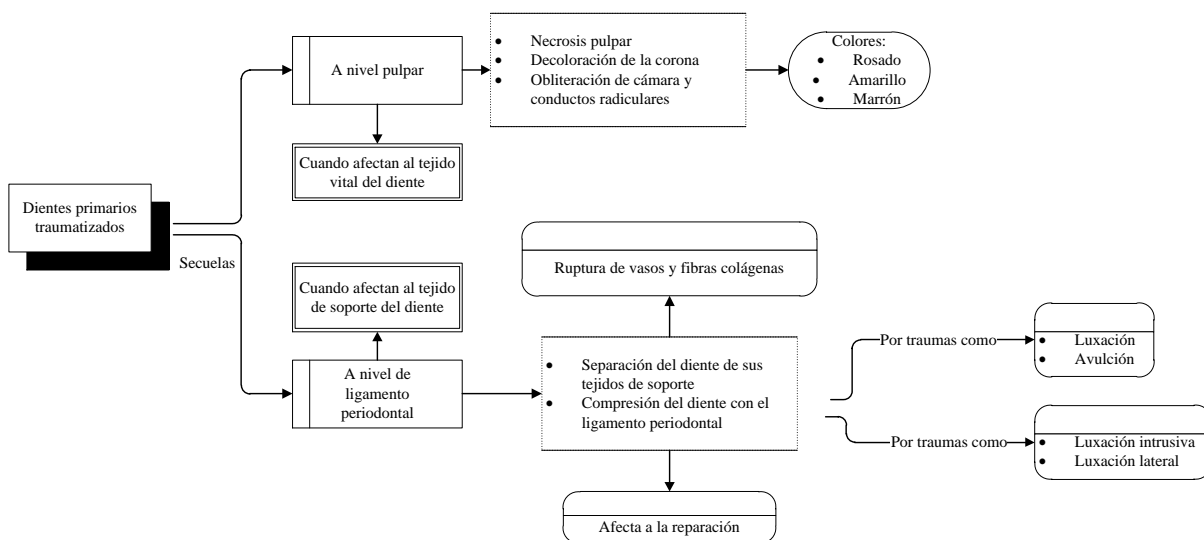 A nivel pulpar
Necrosis pulpar
Decoloración de la corona
Obliteración de cámara y
conductos radiculares
Colores:
Rosado
Amarillo
Marrón
Cuando afectan al tejido
vital del diente
Dientes primarios
traumatizados
Secuelas
Cuando afectan al tejido
de soporte del diente
A nivel de
ligamento
periodontal
Ruptura de vasos y fibras colágenas
Separación del diente de sus
tejidos de soporte
Compresión del diente con el
ligamento periodontal
Afecta a la reparación
Por traumas como
Luxación
Avulción
Por traumas como
Luxación intrusiva
Luxación lateral